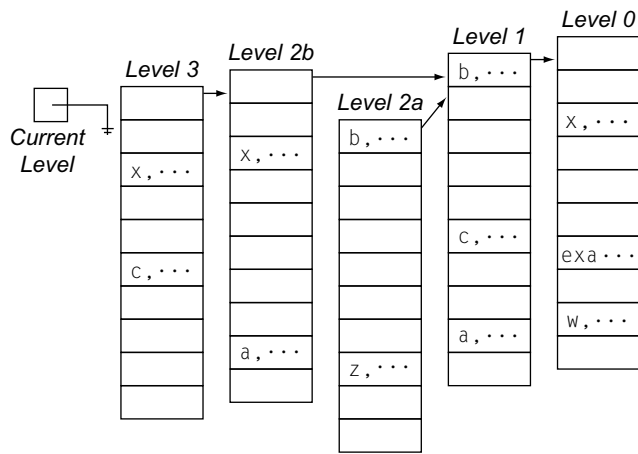 Level 0
Level 1
Level 2b
Level 3
Level 2a
Current
Level
b,···
b,···
x,···
x,···
x,···
c,···
c,···
exa···
w,···
a,···
a,···
z,···